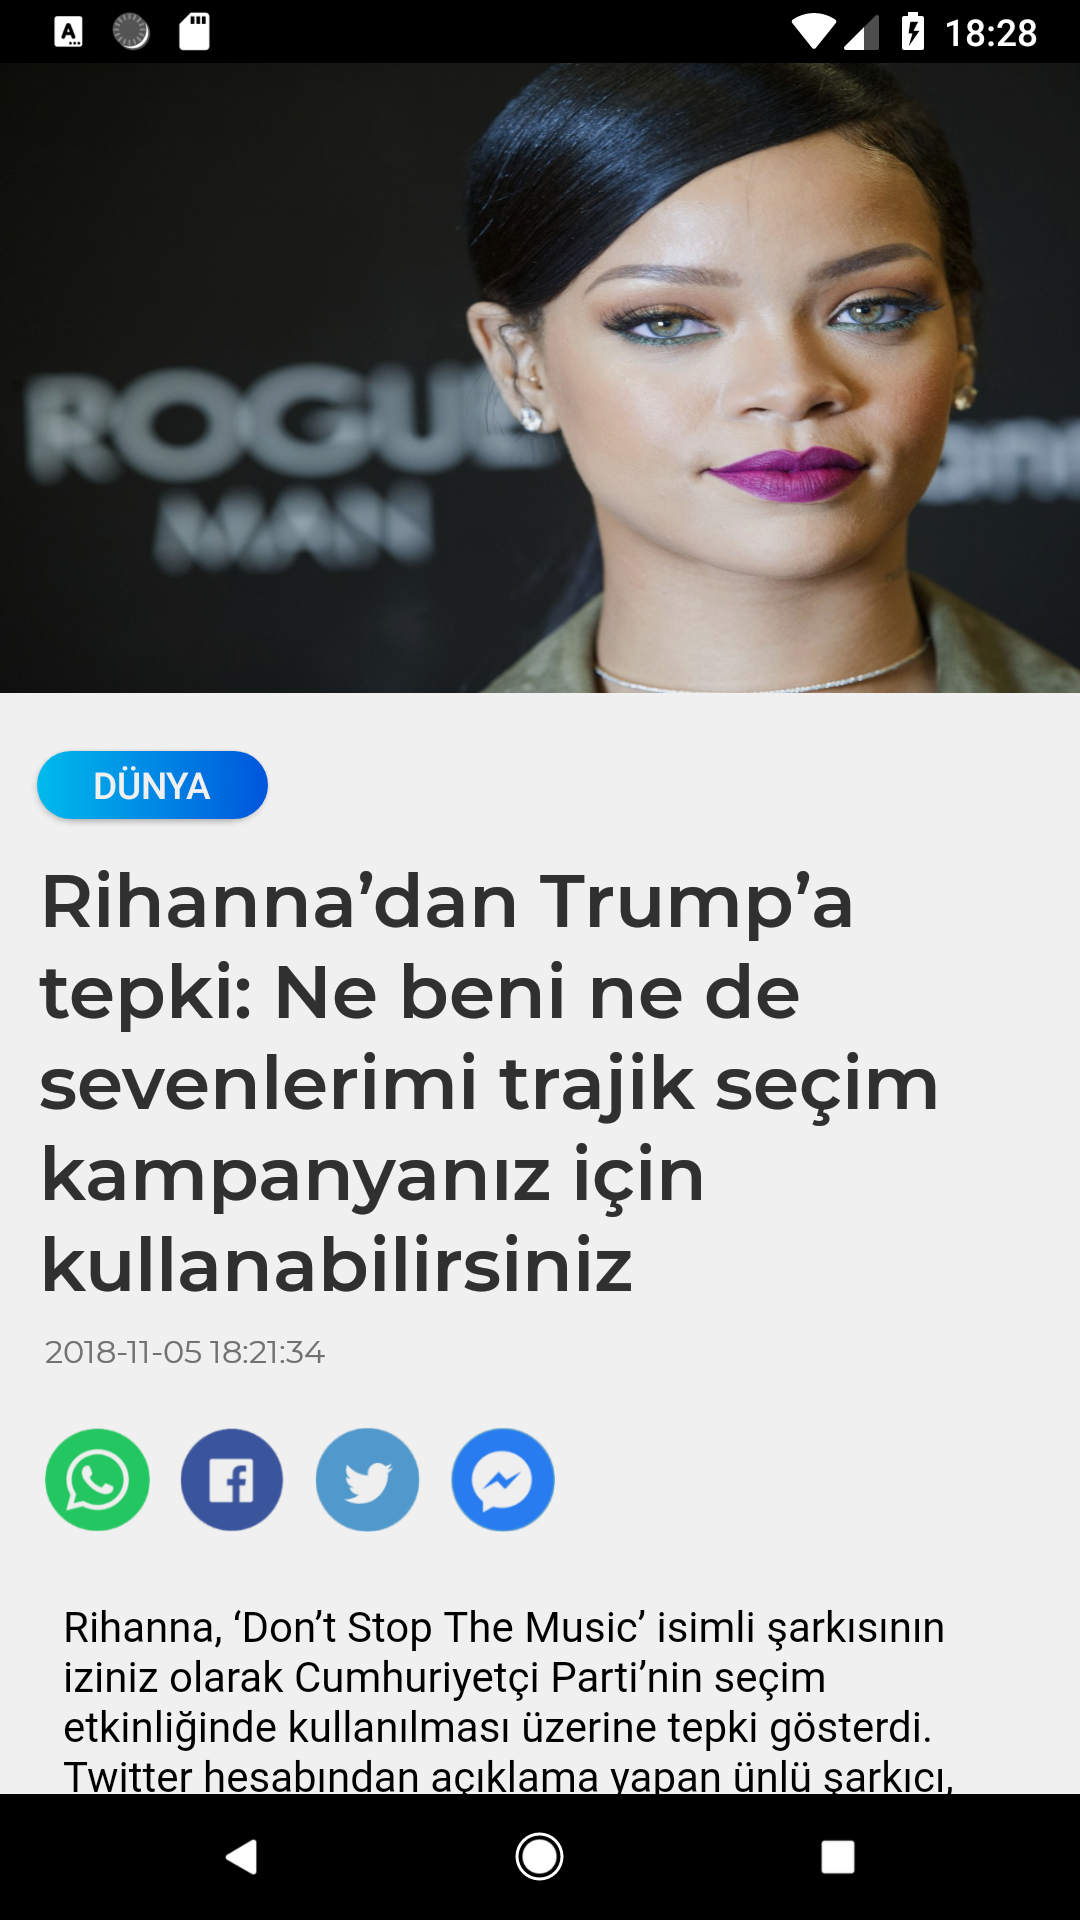 18:28
ROGUE
MAN
DÜNYA
Rihanna’dan Trump’a
tepki: Ne beni ne de
sevenlerimi trajik seçim
kampanyanız için
kullanabilirsiniz
2018-11-05 18:21:34
Rihanna, ‘Don’t Stop The Music’ isimli şarkısının
iziniz olarak Cumhuriyetçi Parti’nin seçim
etkinliğinde kullanılması üzerine tepki gösterdi.
Twitter hesabından açıklama yapan ünlü şarkıcı,